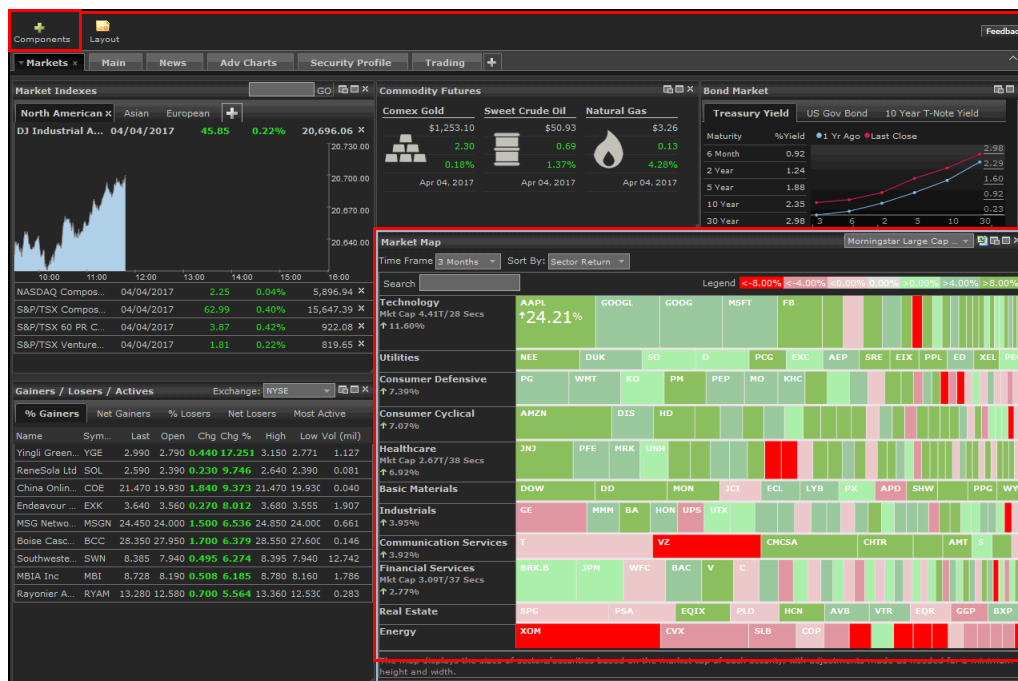 Components Layout Feedbac
Markets × Main News Adv Charts Security Profile Trading +
Market Indexes GO
North American × Asian European +
DJ Industrial A... 04/04/2017 45.85 0.22% 20,696.06 ×
20,730.00
20,700.00
20,670.00
20,640.00
10:00 11:00 12:00 13:00 14:00 15:00 16:00
NASDAQ Compos... 04/04/2017 2.25 0.04% 5,896.94 ×
S&P/TSX Compos... 04/04/2017 62.99 0.40% 15,647.39 ×
S&P/TSX 60 PR C... 04/04/2017 3.87 0.42% 922.08 ×
S&P/TSX Venture... 04/04/2017 1.81 0.22% 819.65 ×
Commodity Futures
Comex Gold Sweet Crude Oil Natural Gas
$1,253.10 $50.93 $3.26
2.30 0.69 0.13
0.18% 1.37% 4.28%
Apr 04, 2017 Apr 04, 2017 Apr 04, 2017
Bond Market
Treasury Yield US Gov Bond 10 Year T-Note Yield
Maturity %Yield 1 Yr Ago Last Close
6 Month 0.92
2 Year 1.24
5 Year 1.88
10 Year 2.35
30 Year 2.98
2.98
2.29
1.60
0.92
0.23
3 6 2 5 10 30
Gainers / Losers / Actives Exchange: NYSE
% Gainers Net Gainers % Losers Net Losers Most Active
Name Sym... Last Open Chg Chg % High Low Vol (mil)
Yingli Green... YGE 2.990 2.790 0.440 17.251 3.150 2.771 1.127
ReneSola Ltd SOL 2.590 2.390 0.230 9.746 2.640 2.390 0.081
China Onlin... COE 21.470 19.930 1.840 9.373 21.470 19.930 0.040
Endeavour ... EXK 3.640 3.560 0.270 8.012 3.680 3.555 1.907
MSG Netwo... MSGN 24.450 24.000 1.500 6.536 24.850 24.000 0.661
Boise Casc... BCC 28.350 27.950 1.700 6.379 28.550 27.600 0.146
Southweste... SWN 8.385 7.940 0.495 6.274 8.395 7.940 12.742
MBIA Inc MBI 8.728 8.190 0.508 6.185 8.780 8.160 1.786
Rayonier A... RYAM 13.280 12.580 0.700 5.564 13.360 12.530 0.283
Market Map Morningstar Large Cap ...
Time Frame 3 Months Sort By: Sector Return
Search Legend <-8.00% <-4.00% <0.00% 0.00% >0.00% >4.00% >8.00%
Technology AAPL GOOGL GOOG MSFT FB
Mkt Cap 4.41T/28 Secs ↑24.21%
↑11.60%
Utilities NEE DUK SO D PCG EXC AEP SRE EIX PPL ED XEL PEG
Consumer Defensive PG WMT KO PM PEP MO KHC
↑7.39%
Consumer Cyclical AMZN DIS HD
↑7.07%
Healthcare JNJ PFE MRK UNH
Mkt Cap 2.67T/38 Secs
↑6.92%
Basic Materials DOW DD MON JCI ECL LYB PX APD SHW PPG WY
Industrials GE MMM BA HON UPS UTX
↑3.95%
Communication Services T VZ CMCSA CHTR AMT S
↑3.92%
Financial Services BRK.B JPM WFC BAC V C
Mkt Cap 3.09T/37 Secs
↑2.77%
Real Estate SPG PSA EQIX PLD HCN AVB VTR EQR GGP BXP
Energy XOM CVX SLB COP
The map displays the sizes of sectors/securities based on the market cap of each security, with adjustments made as needed for a minimum
height and width.